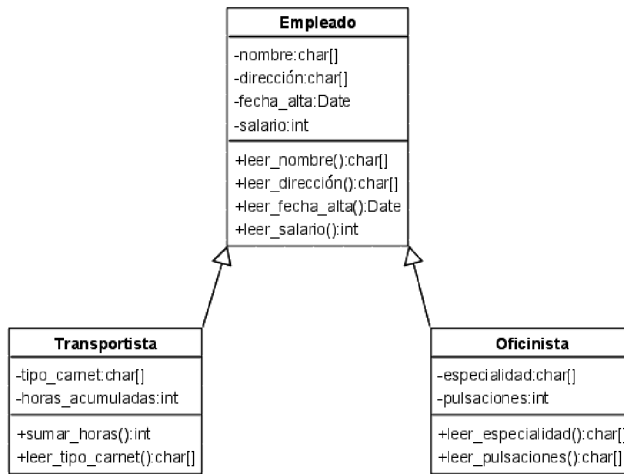 Empleado
-nombre:char[]
-dirección:char[]
-fecha_alta:Date
-salario:int
+leer_nombre():char[]
+leer_dirección():char[]
+leer_fecha_alta():Date
+leer_salario():int
Transportista
-tipo_carnet:char[]
-horas_acumuladas:int
+sumar_horas():int
+leer_tipo_carnet():char[]
Oficinista
-especialidad:char[]
-pulsaciones:int
+leer_especialidad():char[]
+leer_pulsaciones():char[]